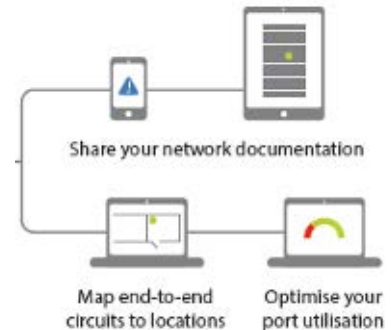 Share your network documentation
Map end-to-end
circuits to locations
Optimise your
port utilisation